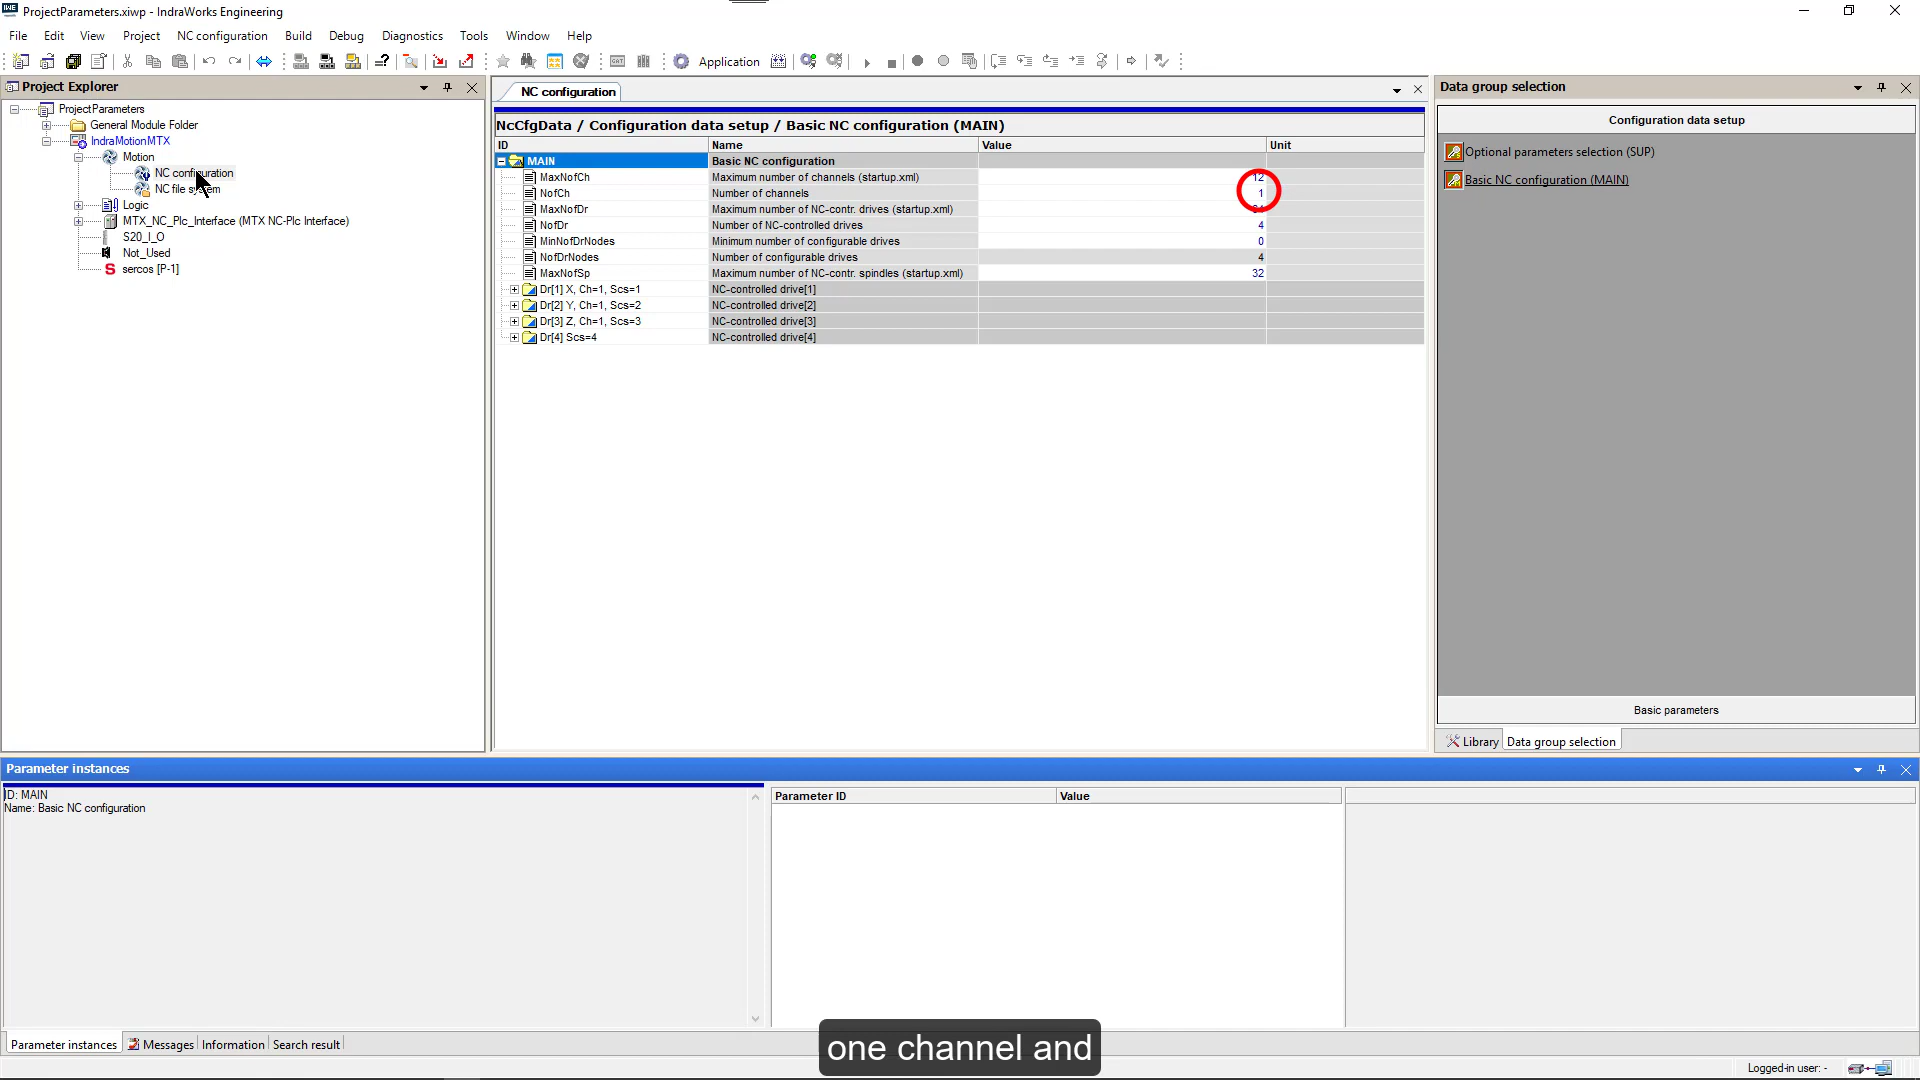 ProjectParameters.xiwp - IndraWorks Engineering
File Edit View Project NC configuration Build Debug Diagnostics Tools Window Help
Application
Project Explorer
ProjectParameters
General Module Folder
IndraMotionMTX
Motion
NC configuration
NC file system
Logic
MTX_NC_Plc_Interface (MTX NC-Plc Interface)
S20_I_O
Not_Used
sercos [P-1]
NC configuration
NcCfgData / Configuration data setup / Basic NC configuration (MAIN)
ID Name Value Unit
MAIN Basic NC configuration
MaxNofCh Maximum number of channels (startup.xml) 12
NofCh Number of channels 1
MaxNofDr Maximum number of NC-contr. drives (startup.xml)
NofDr Number of NC-controlled drives 4
MinNofDrNodes Minimum number of configurable drives 0
NofDrNodes Number of configurable drives 4
MaxNofSp Maximum number of NC-contr. spindles (startup.xml) 32
Dr[1] X, Ch=1, Scs=1 NC-controlled drive[1]
Dr[2] Y, Ch=1, Scs=2 NC-controlled drive[2]
Dr[3] Z, Ch=1, Scs=3 NC-controlled drive[3]
Dr[4] Scs=4 NC-controlled drive[4]
Data group selection
Configuration data setup
Optional parameters selection (SUP)
Basic NC configuration (MAIN)
Basic parameters
Library Data group selection
Parameter instances
ID: MAIN
Name: Basic NC configuration
Parameter ID Value
Parameter instances Messages Information Search result
one channel and
Logged-in user: -